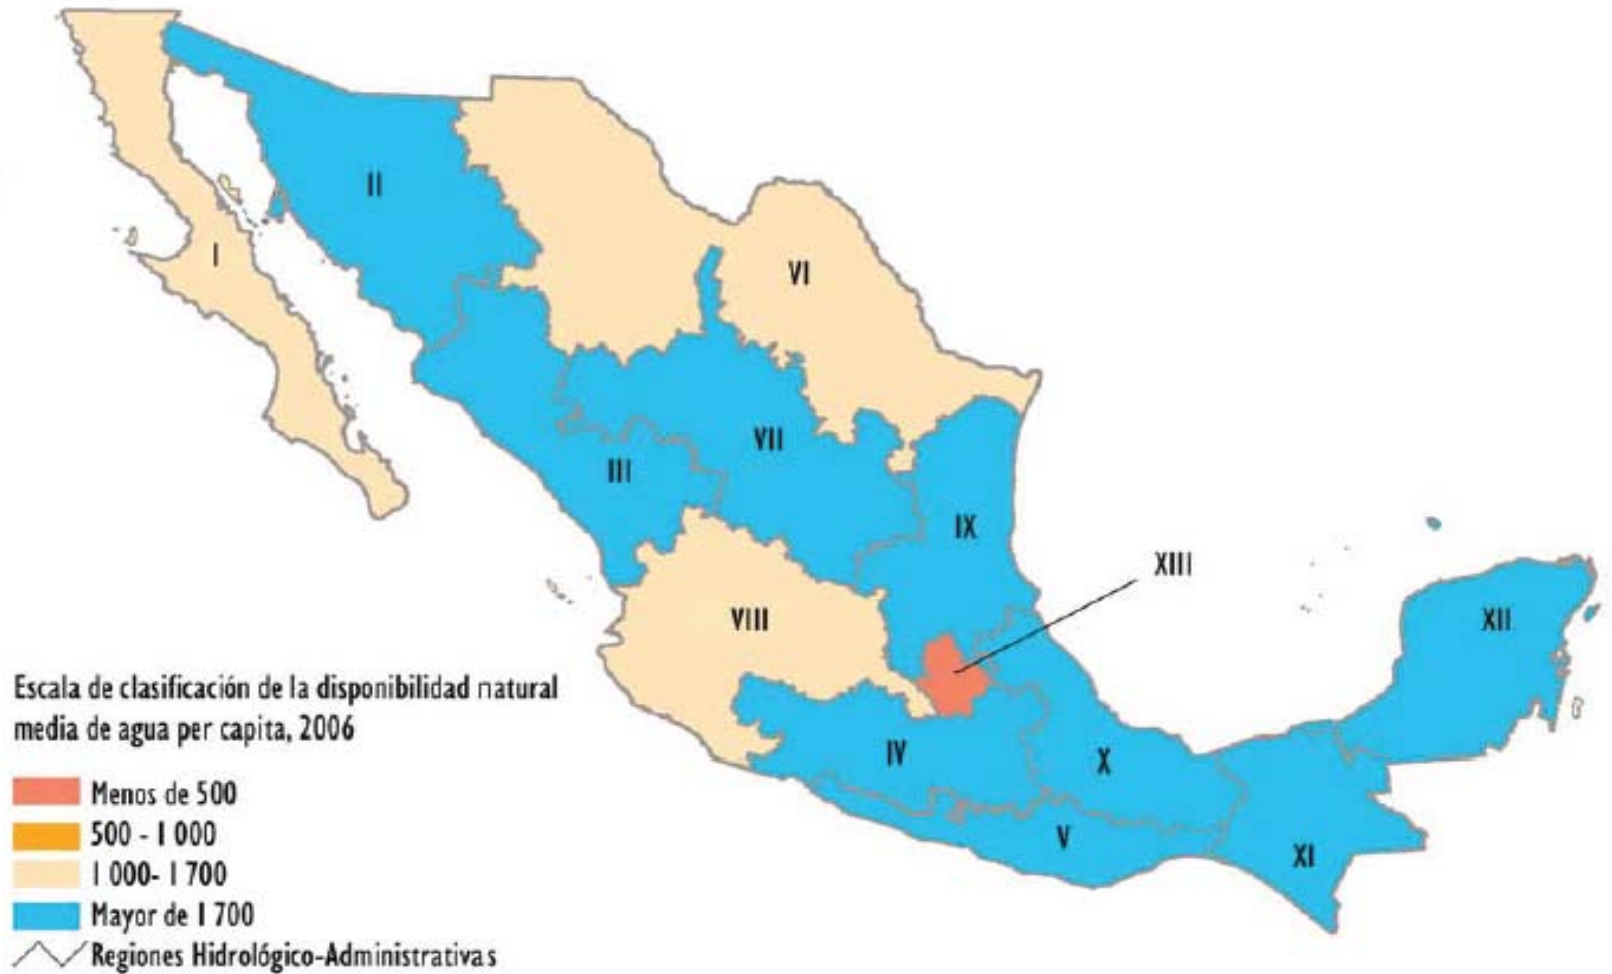 I
II
VI
VII
III
IX
XIII
VIII
XII
IV
X
V
XI
Escala de clasificación de la disponibilidad natural
media de agua per capita, 2006
Menos de 500
500 - 1 000
1 000- 1 700
Mayor de 1 700
Regiones Hidrológico-Administrativas